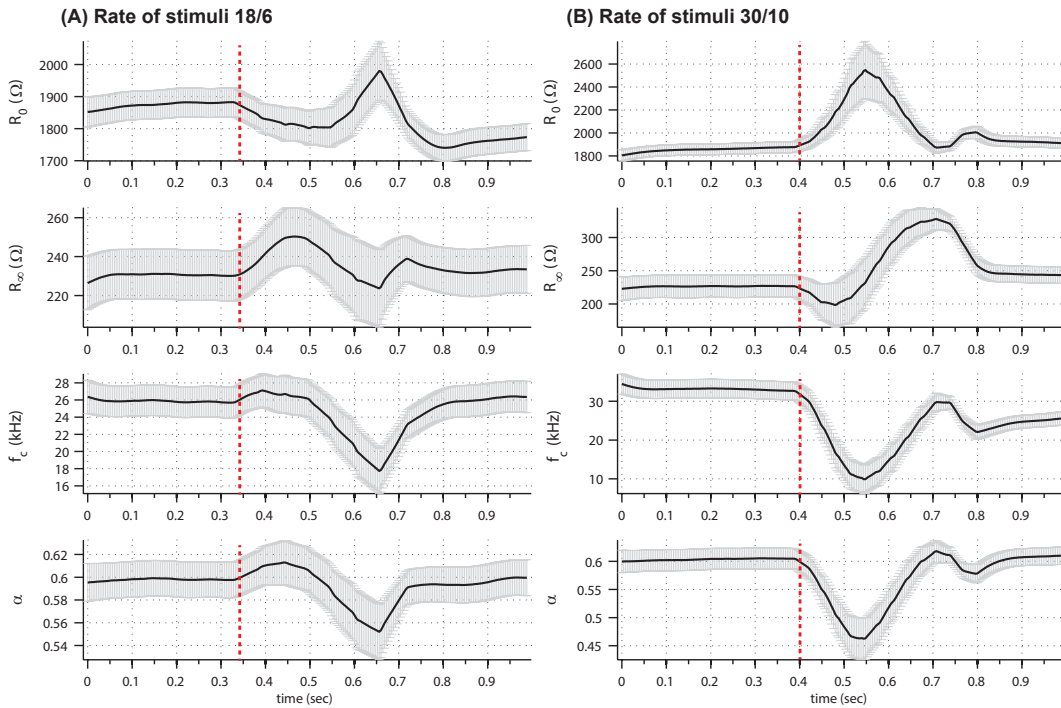 (A) Rate of stimuli 18/6
R0 (Ω)
2000
1900
1800
1700
0 0.1 0.2 0.3 0.4 0.5 0.6 0.7 0.8 0.9
R∞ (Ω)
260
240
220
0 0.1 0.2 0.3 0.4 0.5 0.6 0.7 0.8 0.9
fc (kHz)
28
26
24
22
20
18
16
0 0.1 0.2 0.3 0.4 0.5 0.6 0.7 0.8 0.9
α
0.62
0.6
0.58
0.56
0.54
0 0.1 0.2 0.3 0.4 0.5 0.6 0.7 0.8 0.9
time (sec)
(B) Rate of stimuli 30/10
R0 (Ω)
2600
2400
2200
2000
1800
0 0.1 0.2 0.3 0.4 0.5 0.6 0.7 0.8 0.9
R∞ (Ω)
300
250
200
0 0.1 0.2 0.3 0.4 0.5 0.6 0.7 0.8 0.9
fc (kHz)
30
20
10
0 0.1 0.2 0.3 0.4 0.5 0.6 0.7 0.8 0.9
α
0.6
0.55
0.5
0.45
0 0.1 0.2 0.3 0.4 0.5 0.6 0.7 0.8 0.9
time (sec)